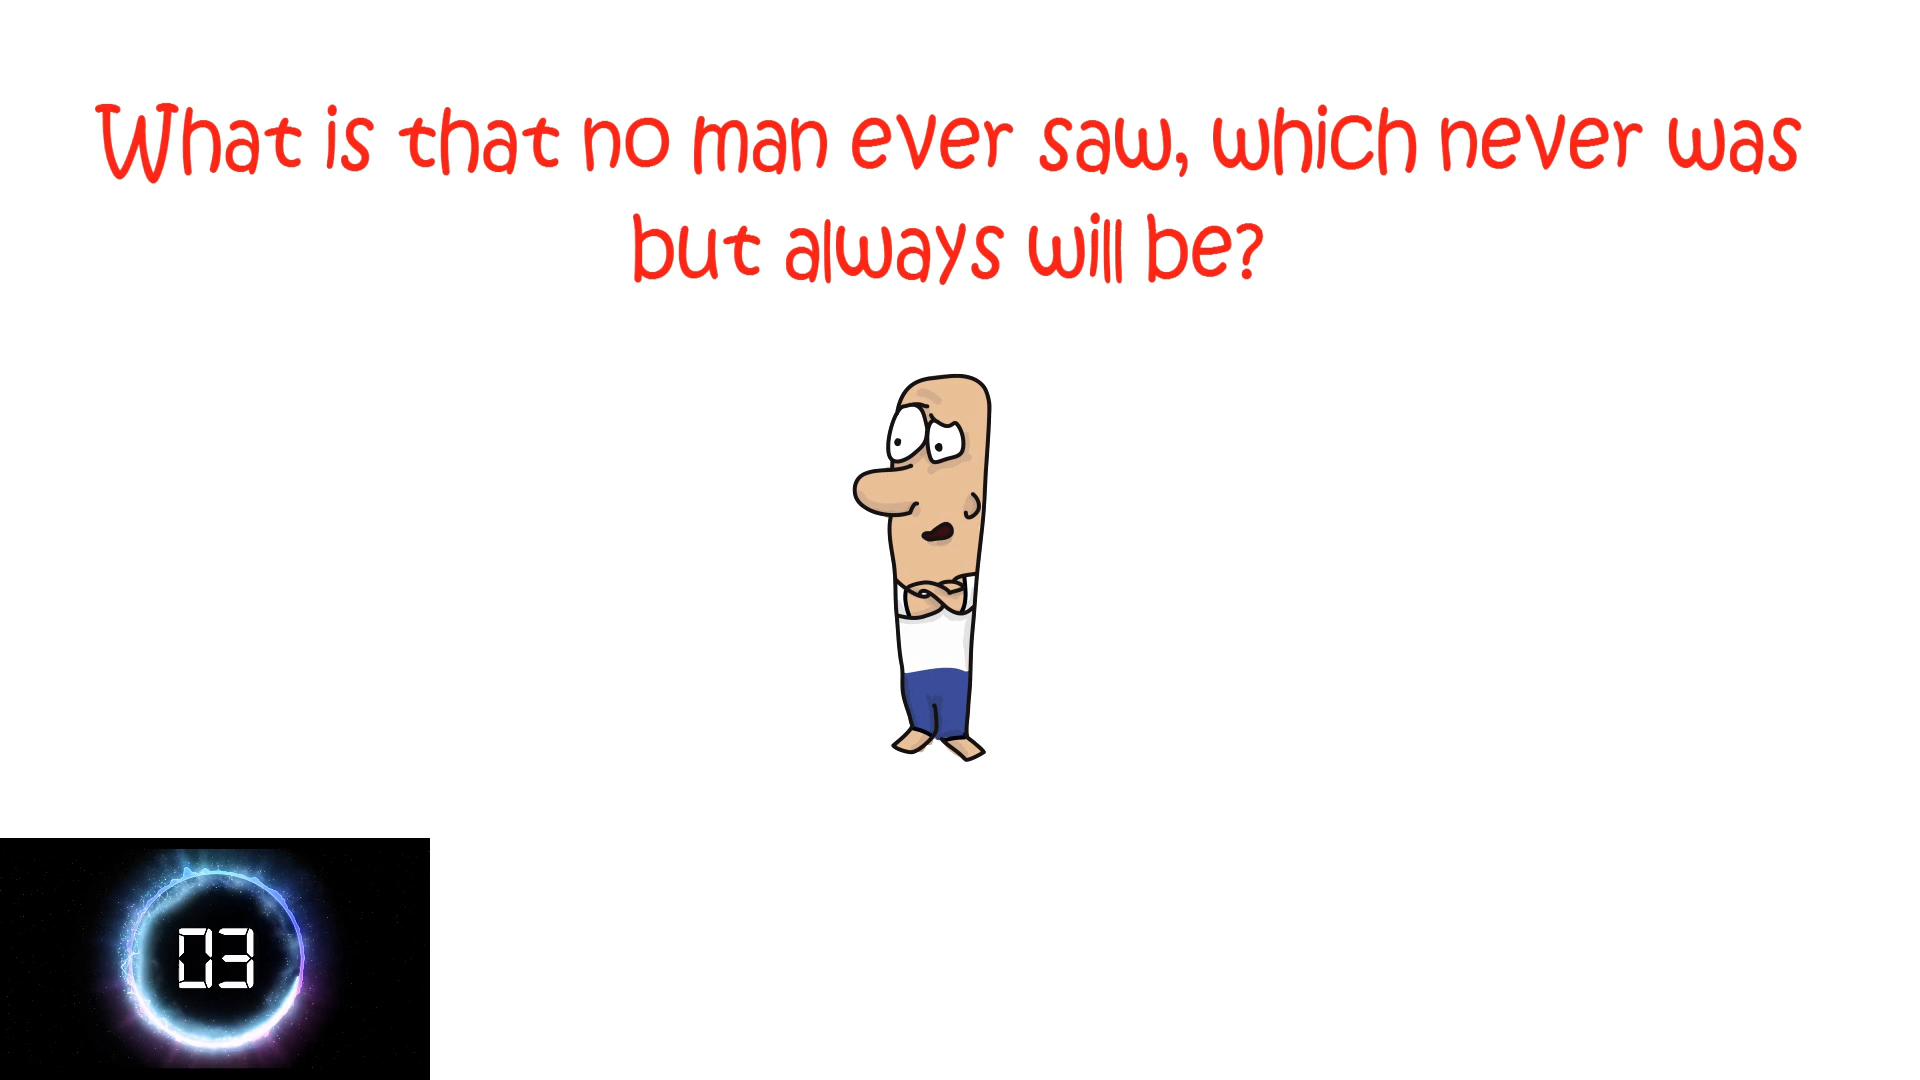 What is that no man ever saw, which never was
but always will be?
03